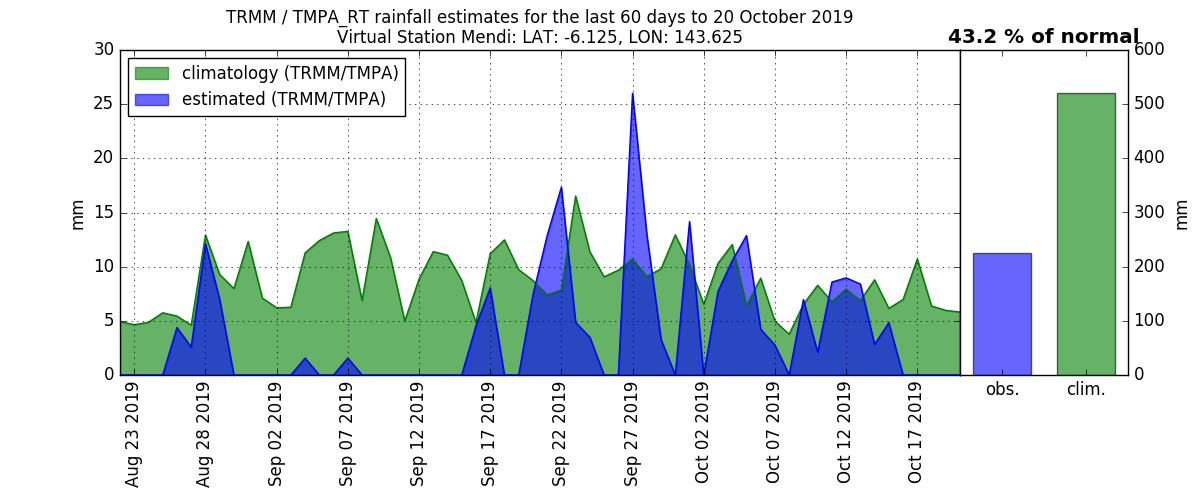 TRMM / TMPA_RT rainfall estimates for the last 60 days to 20 October 2019
Virtual Station Mendi: LAT: -6.125, LON: 143.625
43.2 % of normal
climatology (TRMM/TMPA)
estimated (TRMM/TMPA)
30
25
20
15
10
5
0
mm
Aug 23 2019
Aug 28 2019
Sep 02 2019
Sep 07 2019
Sep 12 2019
Sep 17 2019
Sep 22 2019
Sep 27 2019
Oct 02 2019
Oct 07 2019
Oct 12 2019
Oct 17 2019
600
500
400
300
200
100
0
mm
obs.
clim.